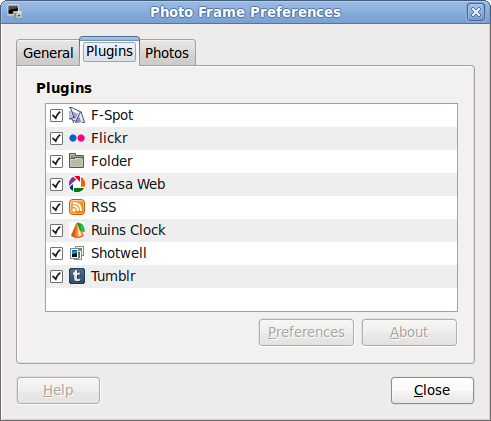 Photo Frame Preferences
General Plugins Photos
Plugins
F-Spot
Flickr
Folder
Picasa Web
RSS
Ruins Clock
Shotwell
Tumblr
Preferences About
Help Close